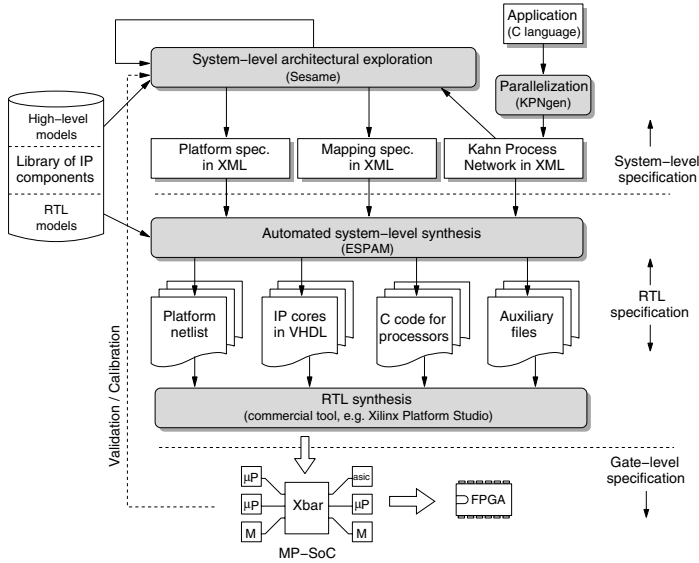 Application
(C language)
System-level architectural exploration
(Sesame)
Parallelization
(KPNgen)
High-level
models
Library of IP
components
RTL
models
Platform spec.
in XML
Mapping spec.
in XML
Kahn Process
Network in XML
System-level
specification
Automated system-level synthesis
(ESPAM)
Platform
netlist
IP cores
in VHDL
C code for
processors
Auxiliary
files
RTL
specification
Validation / Calibration
RTL synthesis
(commercial tool, e.g. Xilinx Platform Studio)
Gate-level
specification
μP
asic
μP
Xbar
μP
FPGA
M
M
MP-SoC